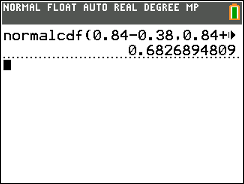 NORMAL FLOAT AUTO REAL DEGREE MP
normalcdf(0.84-0.38,0.84+
0.6826894809